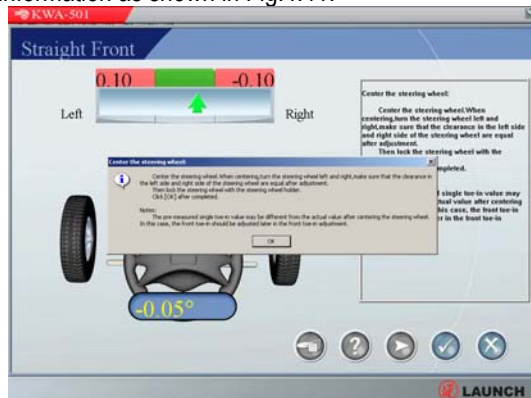 information as shown in Fig.
KWA-501
Straight Front
0.10
-0.10
Left
Right
Center the steering wheel:
Center the steering wheel.When
centering,turn the steering wheel left and
right,make sure that the clearance in the left side
and right side of the steering wheel are equal
after adjustment.
Then lock the steering wheel with the
mpleted.
single toe-in value may
tual value after centering
his case, the front toe-in
er in the front toe-in
Center the steering wheel:
Center the steering wheel.When centering,turn the steering wheel left and right,make sure that the clearance in
the left side and right side of the steering wheel are equal after adjustment.
Then lock the steering wheel with the steering wheel holder.
Click [OK] after completed.
Notes:
The pre-measured single toe-in value may be different from the actual value after centering the steering wheel.
In this case, the front toe-in should be adjusted later in the front toe-in adjustment.
OK
-0.05°
LAUNCH